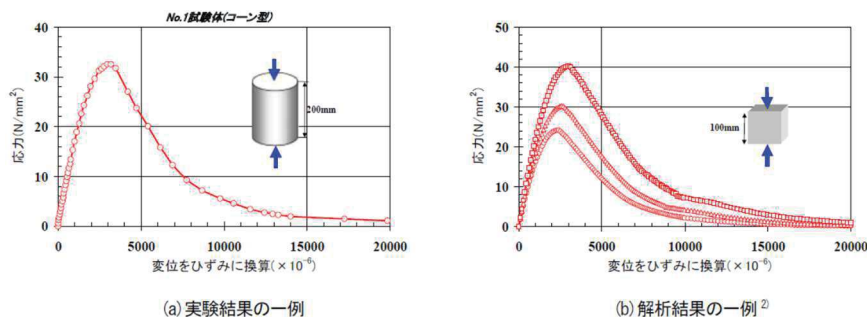 No.1試験体(コーン型)
40
30
20
10
0
応力(N/mm²)
200mm
0 5000 10000 15000 20000
変位をひずみに換算(×10⁻⁶)
(a) 実験結果の一例
50
40
30
20
10
0
応力(N/mm²)
100mm
0 5000 10000 15000 20000
変位をひずみに換算(×10⁻⁶)
(b) 解析結果の一例 ²⁾